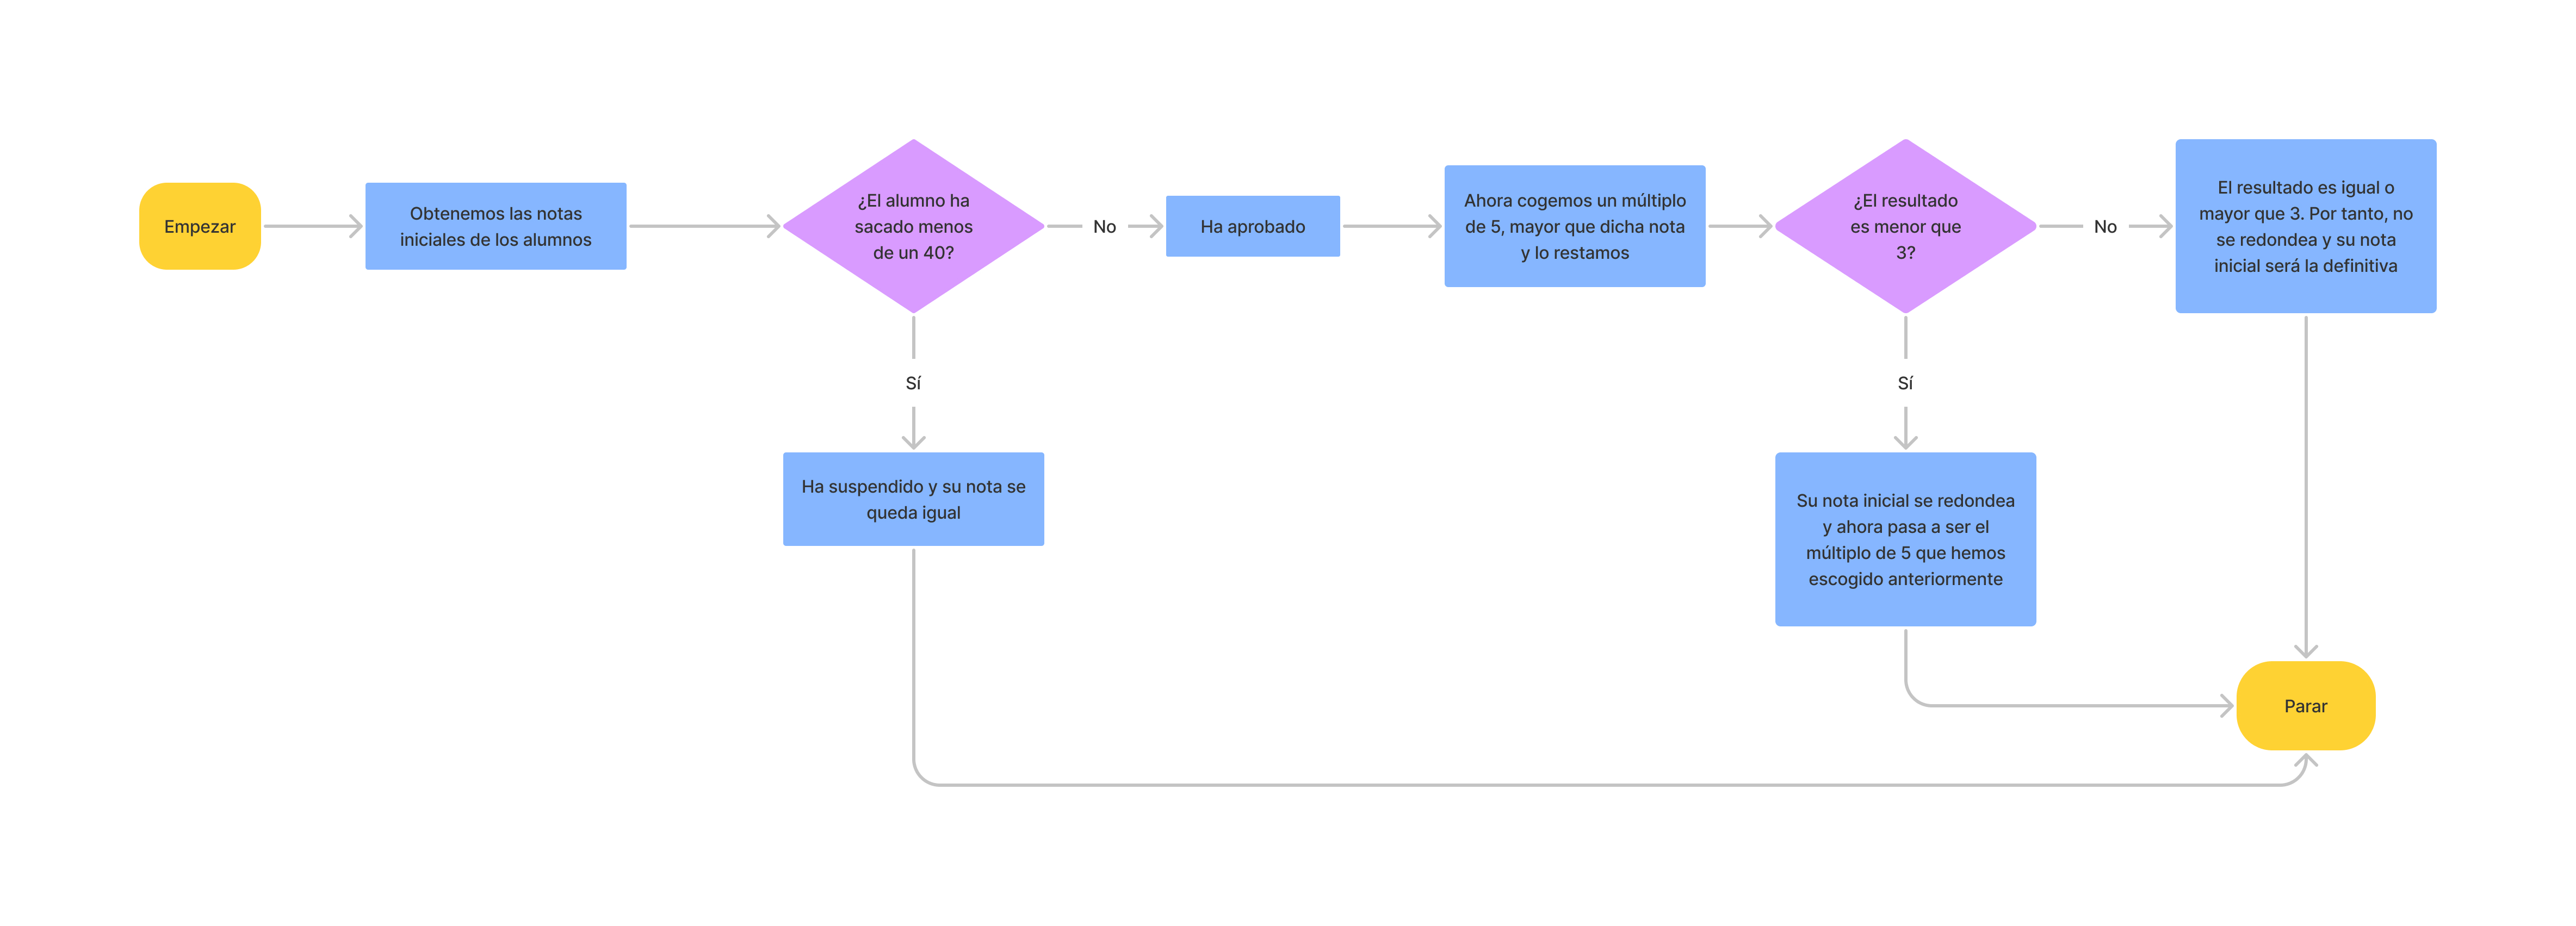 Empezar
Obtenemos las notas
iniciales de los alumnos
¿El alumno ha
sacado menos
de un 40?
No
Ha aprobado
Ahora cogemos un múltiplo
de 5, mayor que dicha nota
y lo restamos
¿El resultado
es menor que
3?
No
El resultado es igual o
mayor que 3. Por tanto, no
se redondea y su nota
inicial será la definitiva
Sí
Sí
Ha suspendido y su nota se
queda igual
Su nota inicial se redondea
y ahora pasa a ser el
múltiplo de 5 que hemos
escogido anteriormente
Parar